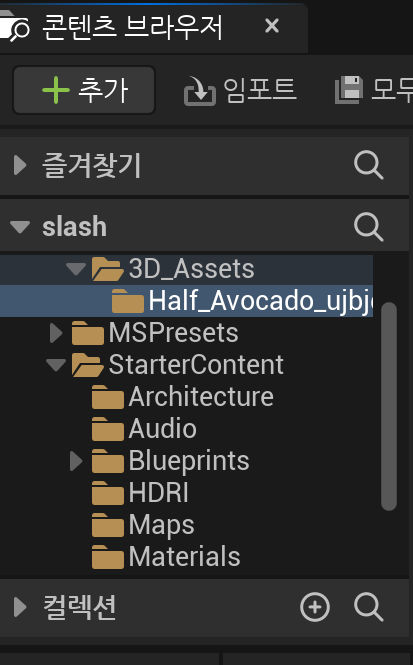 콘텐츠 브라우저
추가 임포트 모두
즐겨찾기
slash
3D_Assets
Half_Avocado_ujbj
MSPresets
StarterContent
Architecture
Audio
Blueprints
HDRI
Maps
Materials
컬렉션